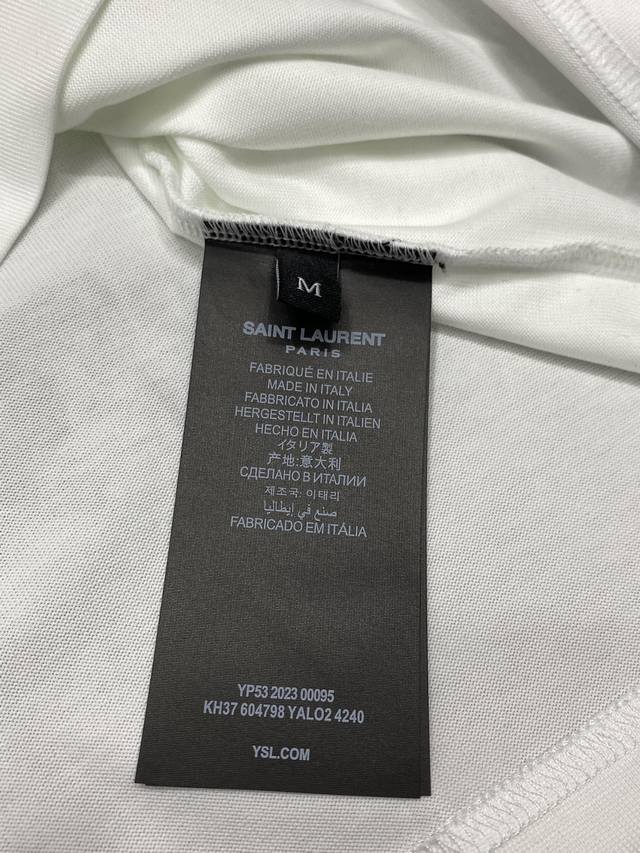 M
SAINT LAURENT
PARIS
FABRIQUÉ EN ITALIE
MADE IN ITALY
FABBRICATO IN ITALIA
HERGESTELLT IN ITALIEN
HECHO EN ITALIA
イタリア製
产地:意大利
СДЕЛАНО В ИТАЛИИ
제조국: 이태리
صنع في إيطاليا
FABRICADO EM ITÁLIA
YP53 2023 00095
KH37 604798 YALO2 4240
YSL.COM